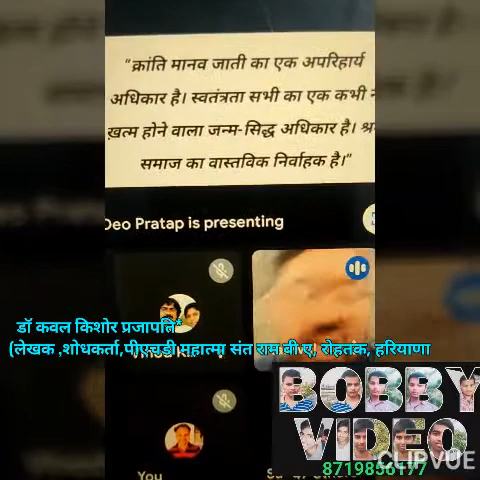 "क्रांति मानव जाती का एक अपरिहार्य
अधिकार है। स्वतंत्रता सभी का एक कभी न
ख़त्म होने वाला जन्म-सिद्ध अधिकार है। श्र
समाज का वास्तविक निर्वाहक है।"
Deo Pratap is presenting
डॉ कवल किशोर प्रजापति*
(लेखक ,शोधकर्ता,पीएचडी महात्मा संत राम बी ए, रोहतक, हरियाणा
BOBBY
VIDEO
8719856177
CLIPVUE
You